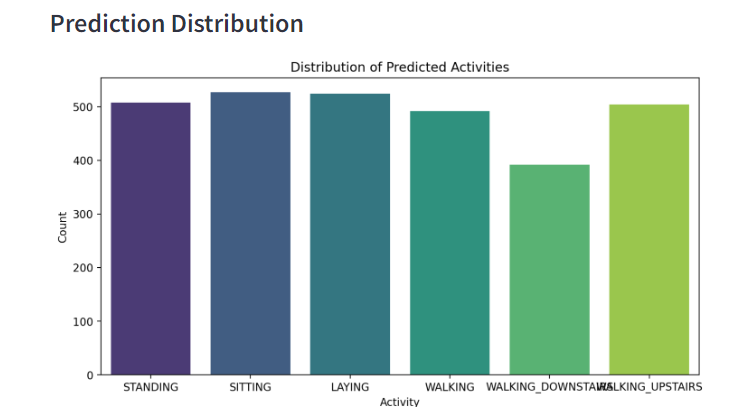 Prediction Distribution
Distribution of Predicted Activities
500
400
300
200
100
0
Count
STANDING SITTING LAYING WALKING WALKING_DOWNSTAIRS WALKING_UPSTAIRS
Activity